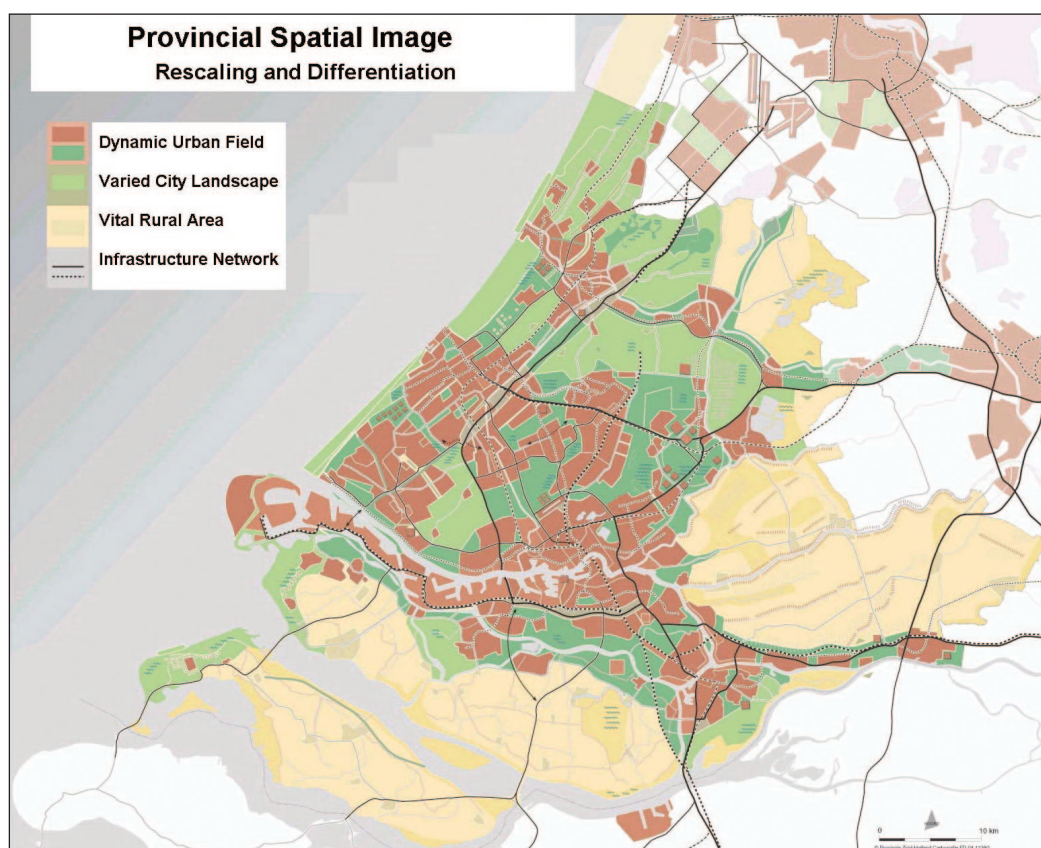 Provincial Spatial Image
Rescaling and Differentiation
Dynamic Urban Field
Varied City Landscape
Vital Rural Area
Infrastructure Network
0
10 km